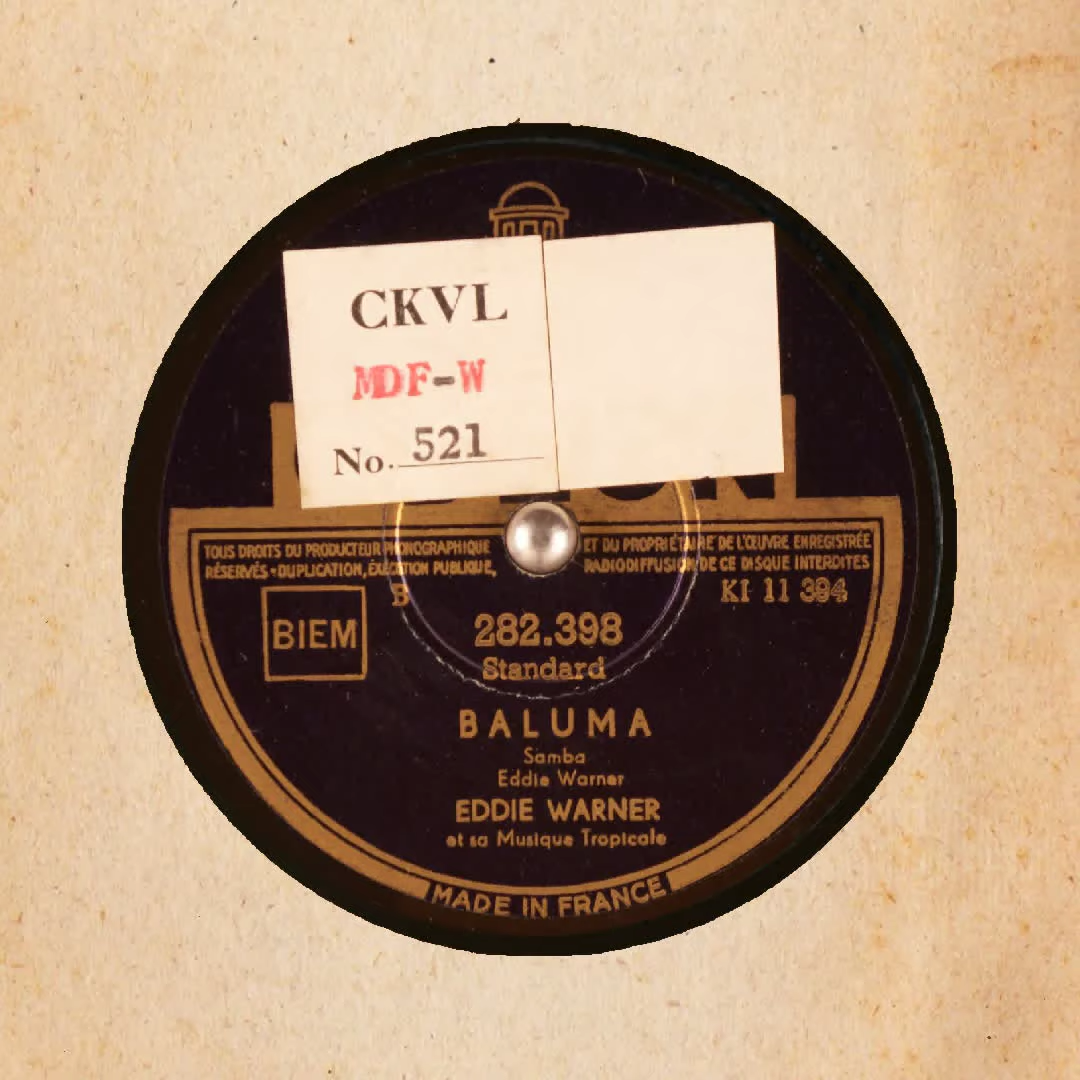 CKVL
MDF-W
No. 521
TOUS DROITS DU PRODUCTEUR PHONOGRAPHIQUE ET DU PROPRIÉTAIRE DE L'ŒUVRE ENREGISTRÉE
RÉSERVÉS • DUPLICATION, EXÉCUTION PUBLIQUE, RADIODIFFUSION DE CE DISQUE INTERDITES
BIEM
B
KI 11 394
282.398
Standard
BALUMA
Samba
Eddie Warner
EDDIE WARNER
et sa Musique Tropicale
MADE IN FRANCE